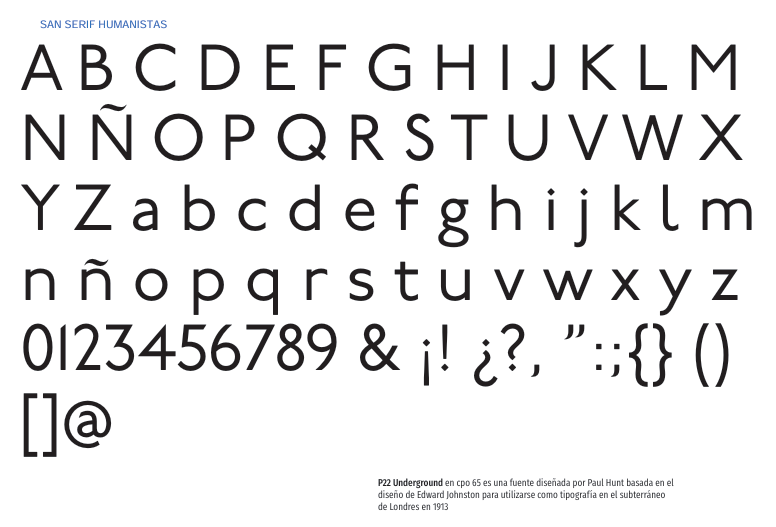 SAN SERIF HUMANISTAS
A B C D E F G H I J K L M
N Ñ O P Q R S T U V W X
Y Z a b c d e f g h i j k l m
n ñ o p q r s t u v w x y z
0123456789 & ¡! ¿?, ”:;{} ()
[]@
P22 Underground en cpo 65 es una fuente diseñada por Paul Hunt basada en el
diseño de Edward Johnston para utilizarse como tipografía en el subterráneo
de Londres en 1913